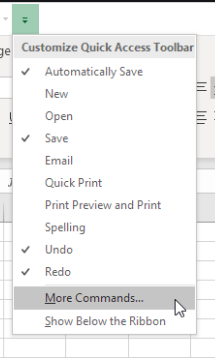 Customize Quick Access Toolbar
Automatically Save
New
Open
Save
Email
Quick Print
Print Preview and Print
Spelling
Undo
Redo
More Commands...
Show Below the Ribbon